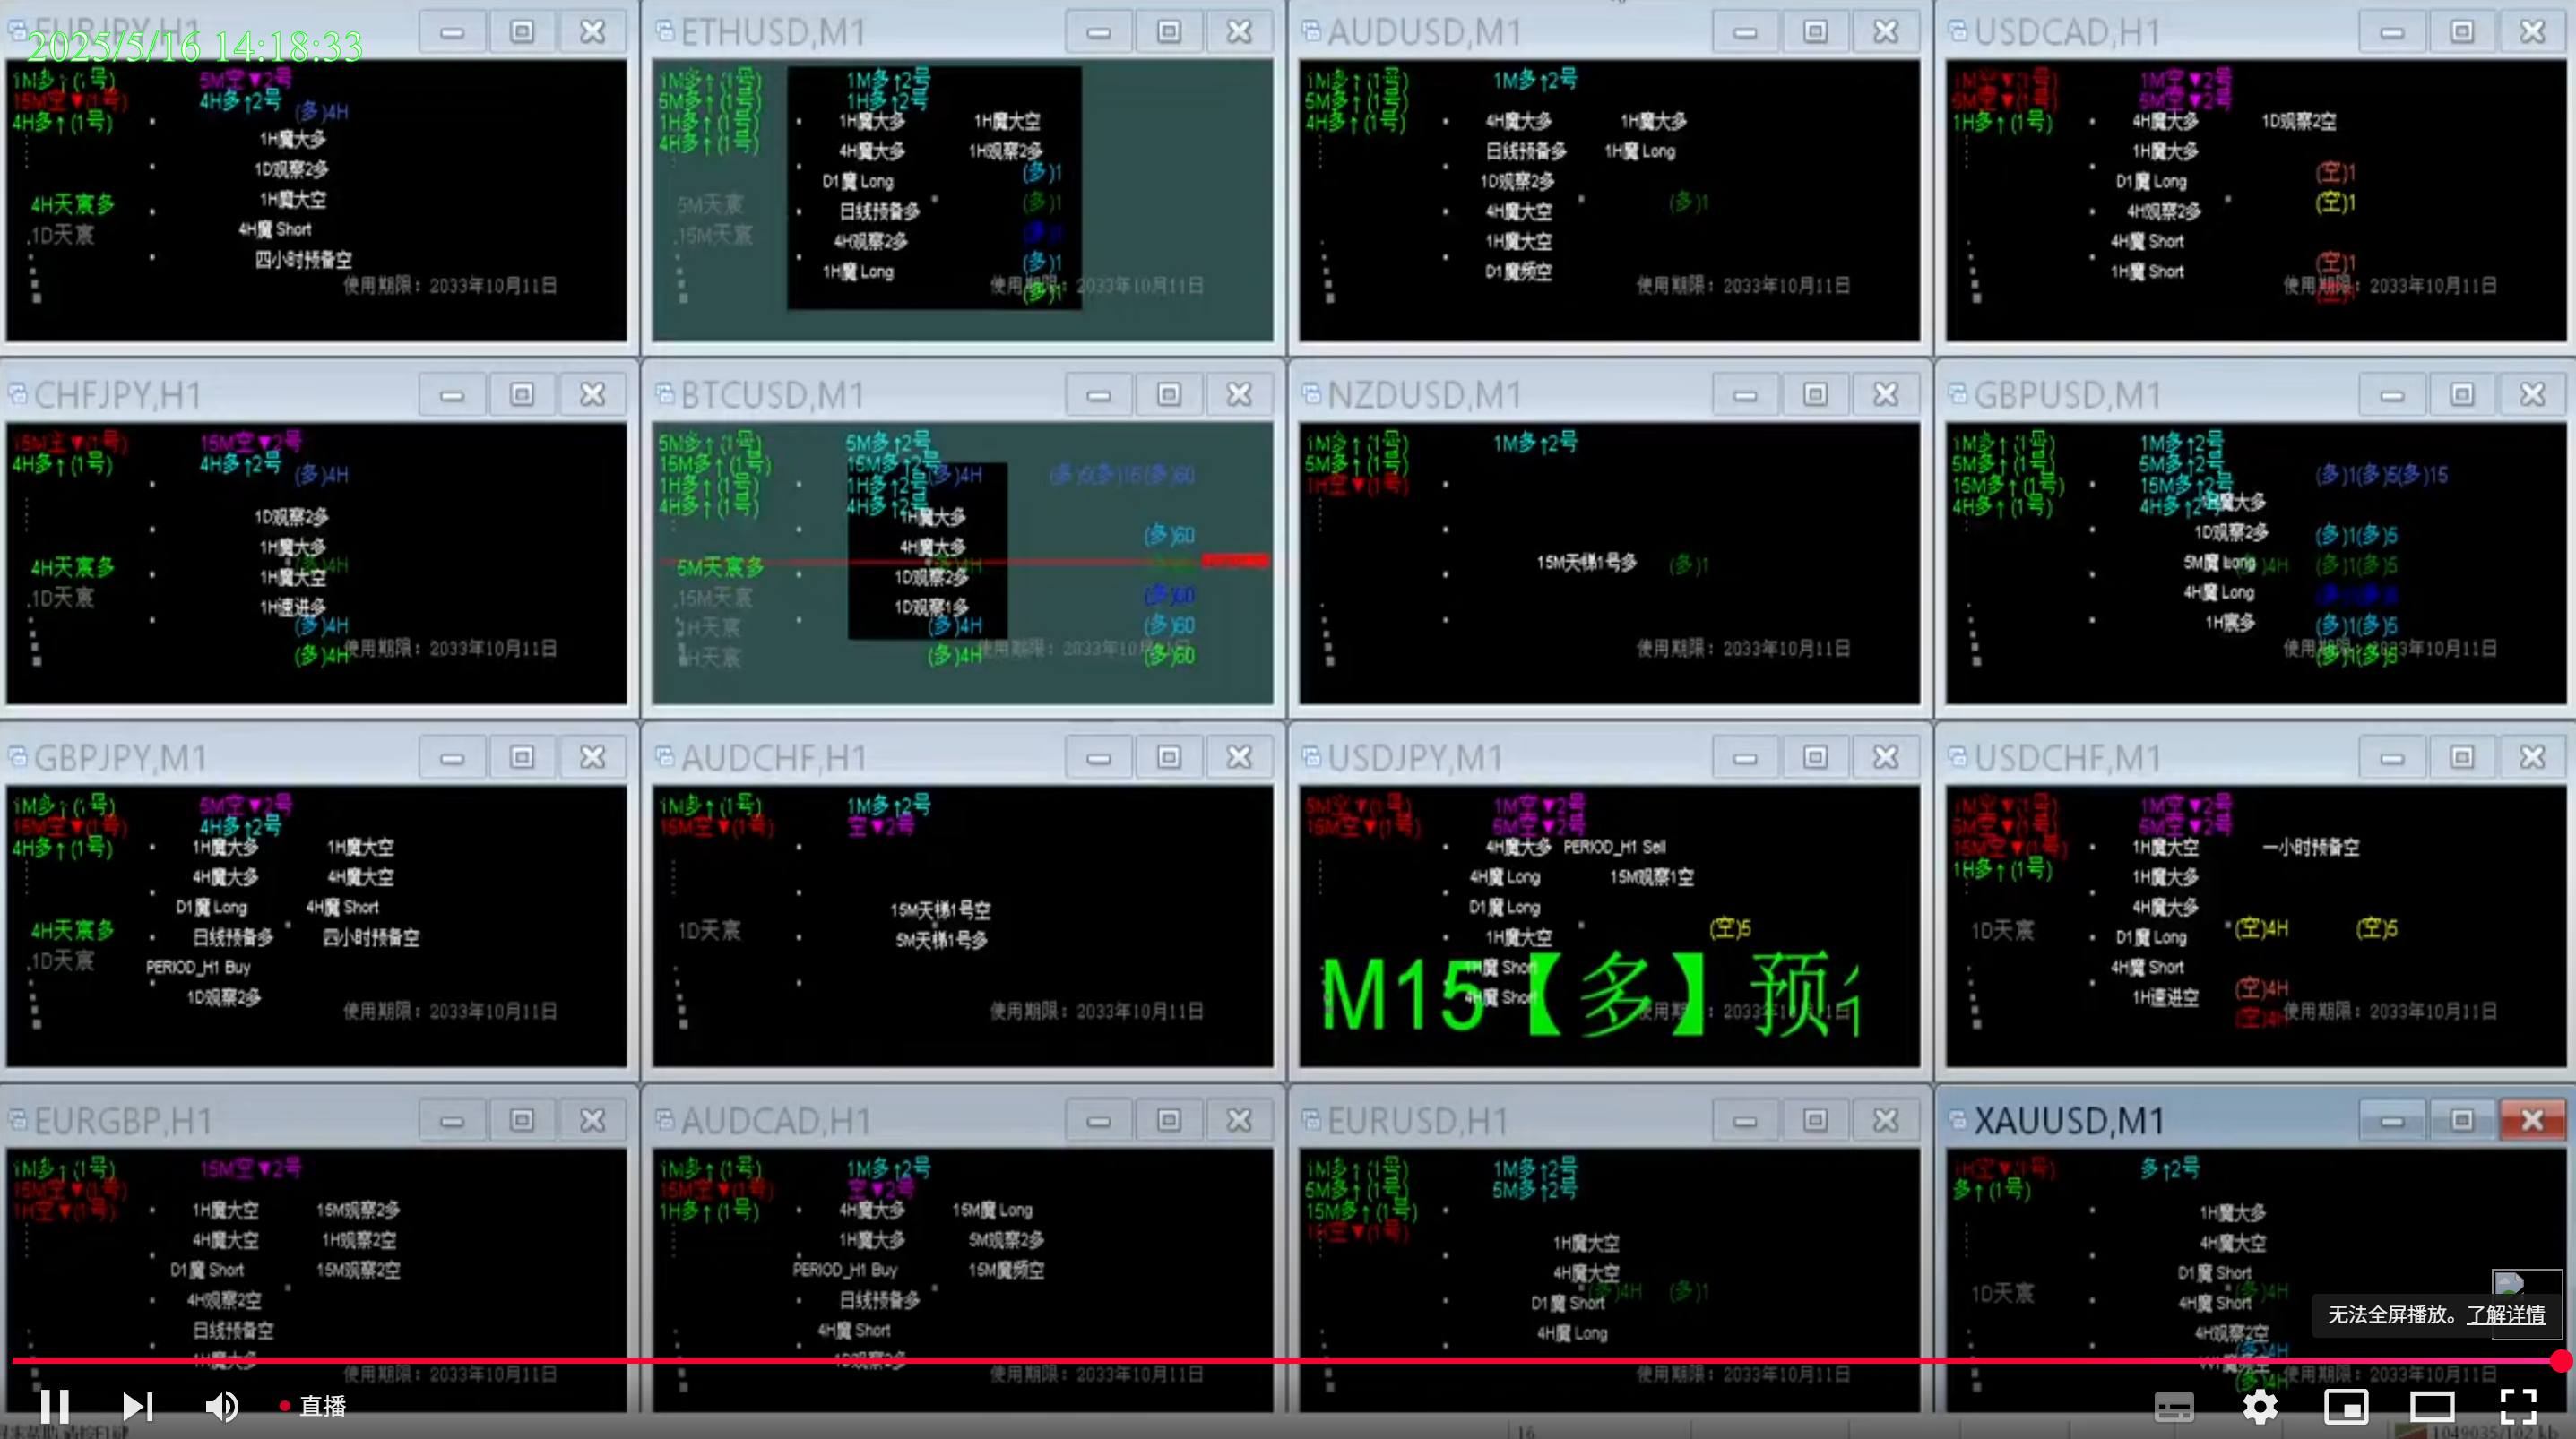 EURJPY,H1
2025/5/16 14:18:33
1M多↑(1号)
5M空▼2号
15M空▼(1号)
4H多↑2号
(多)4H
4H多↑(1号)
1H魔大多
1D观察2多
1H魔大空
4H天宸多
4H魔 Short
1D天宸
四小时预备空
使用期限：2033年10月11日
ETHUSD,M1
1M多↑(1号)
1M多↑2号
5M多↑(1号)
1H多↑2号
1H多↑(1号)
1H魔大多
1H魔大空
4H多↑(1号)
4H魔大多
1H观察2多
(多)1
D1魔 Long
5M天宸
日线预备多
(多)1
15M天宸
4H观察2多
(多)1
1H魔 Long
使用期限：2033年10月11日
(多)1
AUDUSD,M1
1M多↑(1号)
1M多↑2号
5M多↑(1号)
4H多↑(1号)
4H魔大多
1H魔大多
日线预备多
1H魔 Long
1D观察2多
4H魔大空
(多)1
1H魔大空
D1魔频空
使用期限：2033年10月11日
USDCAD,H1
1M空▼(1号)
1M空▼2号
5M空▼(1号)
5M空▼2号
1H多↑(1号)
4H魔大多
1D观察2空
1H魔大多
(空)1
D1魔 Long
(空)1
4H观察2多
4H魔 Short
(空)1
1H魔 Short
使用期限：2033年10月11日
CHFJPY,H1
15M空▼(1号)
15M空▼2号
4H多↑(1号)
4H多↑2号
(多)4H
1D观察2多
1H魔大多
4H天宸多
(多)4H
1H魔大空
1D天宸
1H速进多
(多)4H
(多)4H
使用期限：2033年10月11日
BTCUSD,M1
5M多↑(1号)
5M多↑2号
15M多↑(1号)
15M多↑2号
(多)4H
1H多↑(1号)
1H多↑2号
4H多↑(1号)
4H多↑2号
1H魔大多
(多)60
4H魔大多
5M天宸多
1D观察2多
15M天宸
1D观察1多
(多)60
(多)4H
(多)60
(多)4H
(多)60
NZDUSD,M1
1M多↑(1号)
1M多↑2号
5M多↑(1号)
1H空▼(1号)
15M天梯1号多
(多)1
使用期限：2033年10月11日
GBPUSD,M1
1M多↑(1号)
1M多↑2号
5M多↑(1号)
5M多↑2号
(多)1(多)5(多)15
15M多↑(1号)
15M多↑2号
4H多↑(1号)
4H多↑2号
1H魔大多
1D观察2多
(多)1(多)5
5M魔 Long
(多)4H
(多)1(多)5
4H魔 Long
1H宸多
(多)1(多)5
(多)1(多)5
使用期限：2033年10月11日
GBPJPY,M1
1M多↑(1号)
5M空▼2号
15M空▼(1号)
4H多↑2号
4H多↑(1号)
1H魔大多
1H魔大空
4H魔大多
4H魔大空
D1魔 Long
4H魔 Short
4H天宸多
日线预备多
四小时预备空
1D天宸
PERIOD_H1 Buy
1D观察2多
使用期限：2033年10月11日
AUDCHF,H1
1M多↑(1号)
1M多↑2号
15M空▼(1号)
空▼2号
15M天梯1号空
1D天宸
5M天梯1号多
使用期限：2033年10月11日
USDJPY,M1
5M空▼(1号)
1M空▼2号
15M空▼(1号)
5M空▼2号
4H魔大多
PERIOD_H1 Sell
4H魔 Long
15M观察1空
D1魔 Long
1H魔大空
(空)5
1H魔 Short
4H魔 Short
M15【多】预
USDCHF,M1
1M空▼(1号)
1M空▼2号
5M空▼(1号)
5M空▼2号
15M空▼(1号)
1H魔大空
一小时预备空
1H多↑(1号)
1H魔大多
4H魔大多
1D天宸
D1魔 Long
(空)4H
(空)5
4H魔 Short
1H速进空
(空)4H
(空)4H
使用期限：2033年10月11日
EURGBP,H1
1M多↑(1号)
15M空▼2号
15M空▼(1号)
1H空▼(1号)
1H魔大空
15M观察2多
4H魔大空
1H观察2空
D1魔 Short
15M观察2空
4H观察2空
日线预备空
1H魔大多
使用期限：2033年10月11日
AUDCAD,H1
1M多↑(1号)
1M多↑2号
15M空▼(1号)
空▼2号
1H多↑(1号)
4H魔大多
15M魔 Long
1H魔大多
5M观察2多
PERIOD_H1 Buy
15M魔频空
日线预备多
4H魔 Short
1D观察2多
使用期限：2033年10月11日
EURUSD,H1
1M多↑(1号)
1M多↑2号
5M多↑(1号)
5M多↑2号
15M多↑(1号)
1H空▼(1号)
1H魔大空
4H魔大空
(多)4H
(多)1
D1魔 Short
4H魔 Long
使用期限：2033年10月11日
XAUUSD,M1
1H空▼(1号)
多↑2号
多↑(1号)
1H魔大多
4H魔大空
D1魔 Short
1D天宸
(多)4H
4H魔 Short
4H观察2空
(多)4H
(多)4H
使用期限：2033年10月11日
无法全屏播放。了解详情
直播
16